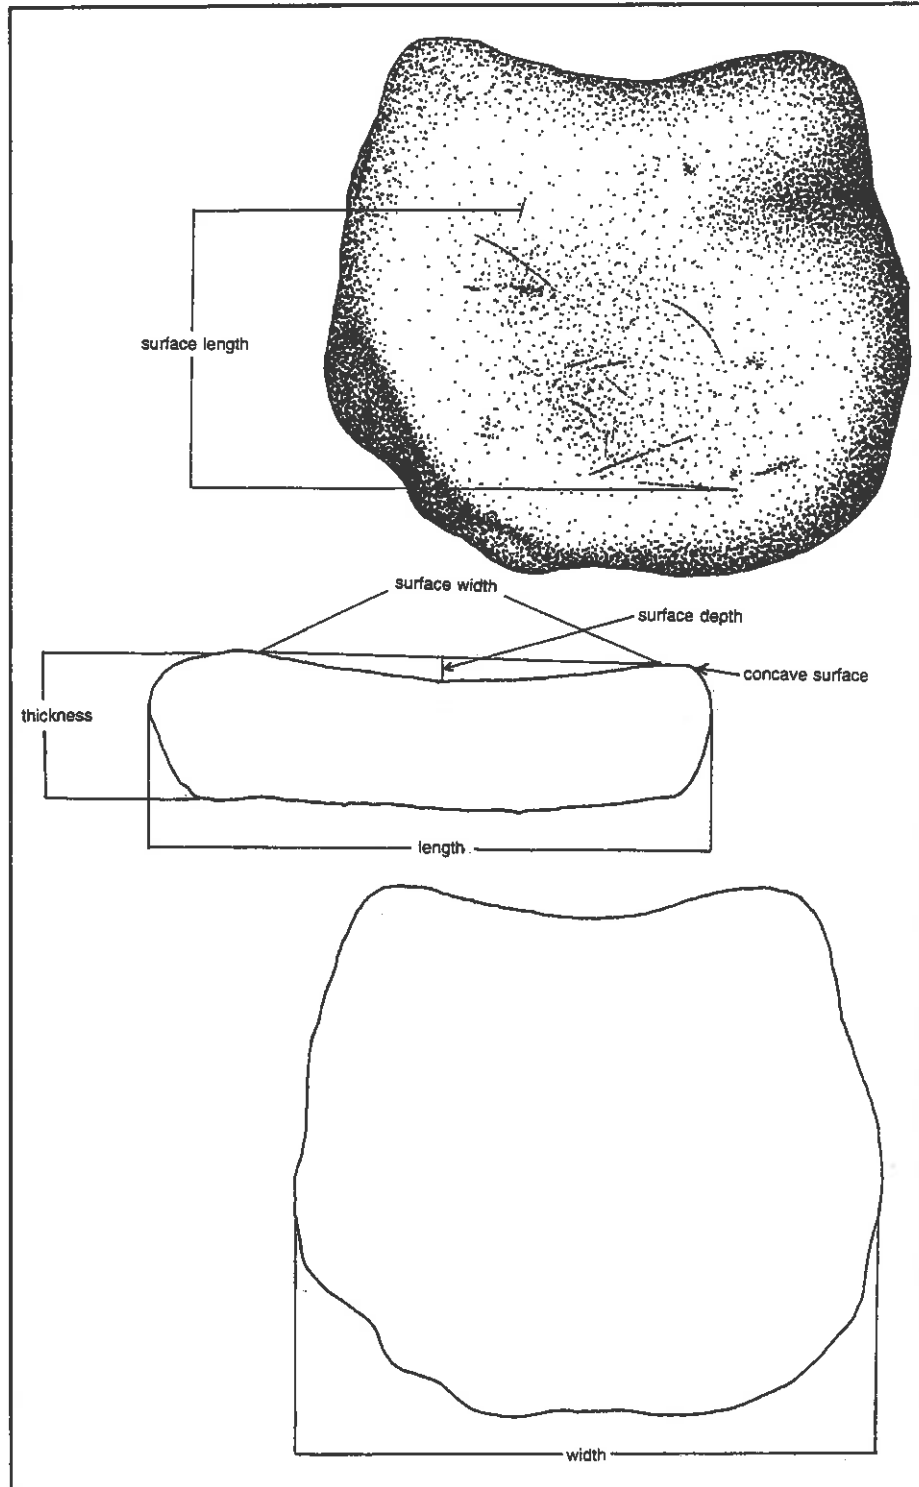 surface length
surface width
surface depth
concave surface
thickness
length
width